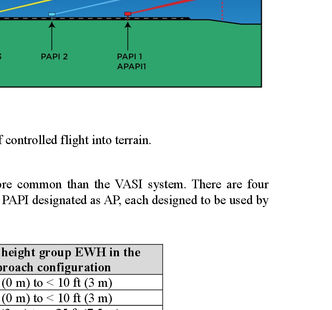 PAPI 2 PAPI 1
APAPI1
controlled flight into terrain.
common than the VASI system. There are four
PAPI designated as AP, each designed to be used by
height group EWH in the
configuration
(0 m) to < 10 ft (3 m)
(0 m) to < 10 ft (3 m)